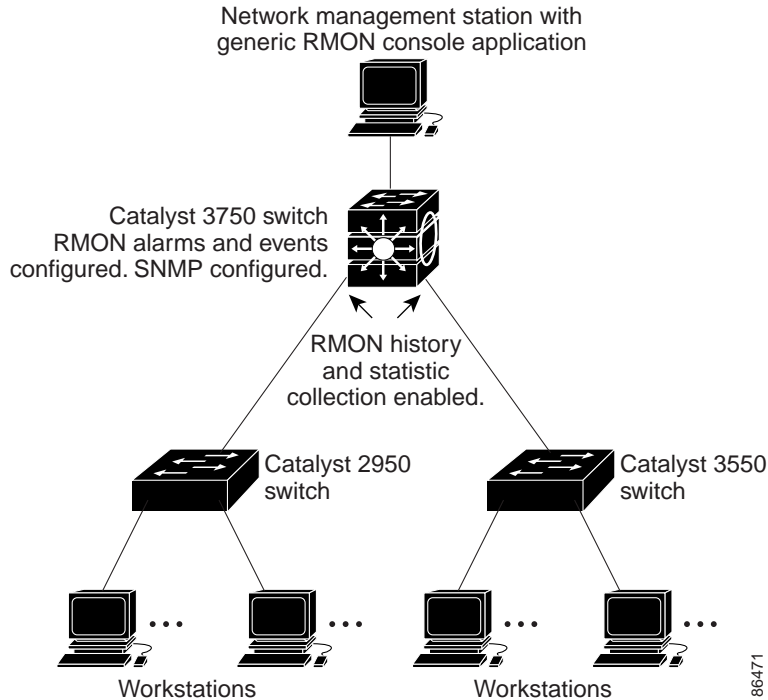 Network management station with
generic RMON console application
Catalyst 3750 switch
RMON alarms and events
configured. SNMP configured.
RMON history
and statistic
collection enabled.
Catalyst 2950
switch
Catalyst 3550
switch
Workstations
Workstations
86471